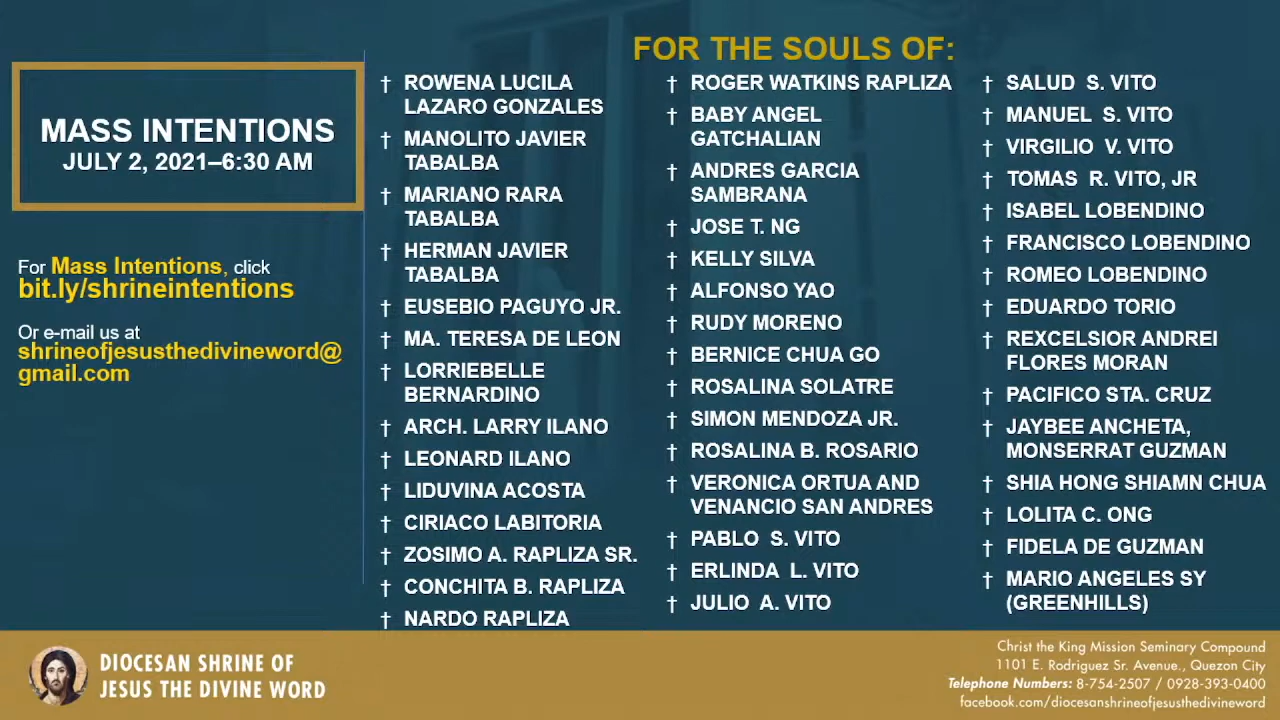 MASS INTENTIONS
JULY 2, 2021–6:30 AM
For Mass Intentions, click
bit.ly/shrineintentions
Or e-mail us at
shrineofjesusthedivineword@
gmail.com
FOR THE SOULS OF:
† ROWENA LUCILA
LAZARO GONZALES
† MANOLITO JAVIER
TABALBA
† MARIANO RARA
TABALBA
† HERMAN JAVIER
TABALBA
† EUSEBIO PAGUYO JR.
† MA. TERESA DE LEON
† LORRIEBELLE
BERNARDINO
† ARCH. LARRY ILANO
† LEONARD ILANO
† LIDUVINA ACOSTA
† CIRIACO LABITORIA
† ZOSIMO A. RAPLIZA SR.
† CONCHITA B. RAPLIZA
† NARDO RAPLIZA
† ROGER WATKINS RAPLIZA
† BABY ANGEL
GATCHALIAN
† ANDRES GARCIA
SAMBRANA
† JOSE T. NG
† KELLY SILVA
† ALFONSO YAO
† RUDY MORENO
† BERNICE CHUA GO
† ROSALINA SOLATRE
† SIMON MENDOZA JR.
† ROSALINA B. ROSARIO
† VERONICA ORTUA AND
VENANCIO SAN ANDRES
† PABLO S. VITO
† ERLINDA L. VITO
† JULIO A. VITO
† SALUD S. VITO
† MANUEL S. VITO
† VIRGILIO V. VITO
† TOMAS R. VITO, JR
† ISABEL LOBENDINO
† FRANCISCO LOBENDINO
† ROMEO LOBENDINO
† EDUARDO TORIO
† REXCELSIOR ANDREI
FLORES MORAN
† PACIFICO STA. CRUZ
† JAYBEE ANCHETA,
MONSERRAT GUZMAN
† SHIA HONG SHIAMN CHUA
† LOLITA C. ONG
† FIDELA DE GUZMAN
† MARIO ANGELES SY
(GREENHILLS)
DIOCESAN SHRINE OF
JESUS THE DIVINE WORD
Christ the King Mission Seminary Compound
1101 E. Rodriguez Sr. Avenue., Quezon City
Telephone Numbers: 8-754-2507 / 0928-393-0400
facebook.com/diocesanshrineofjesusthedivineword